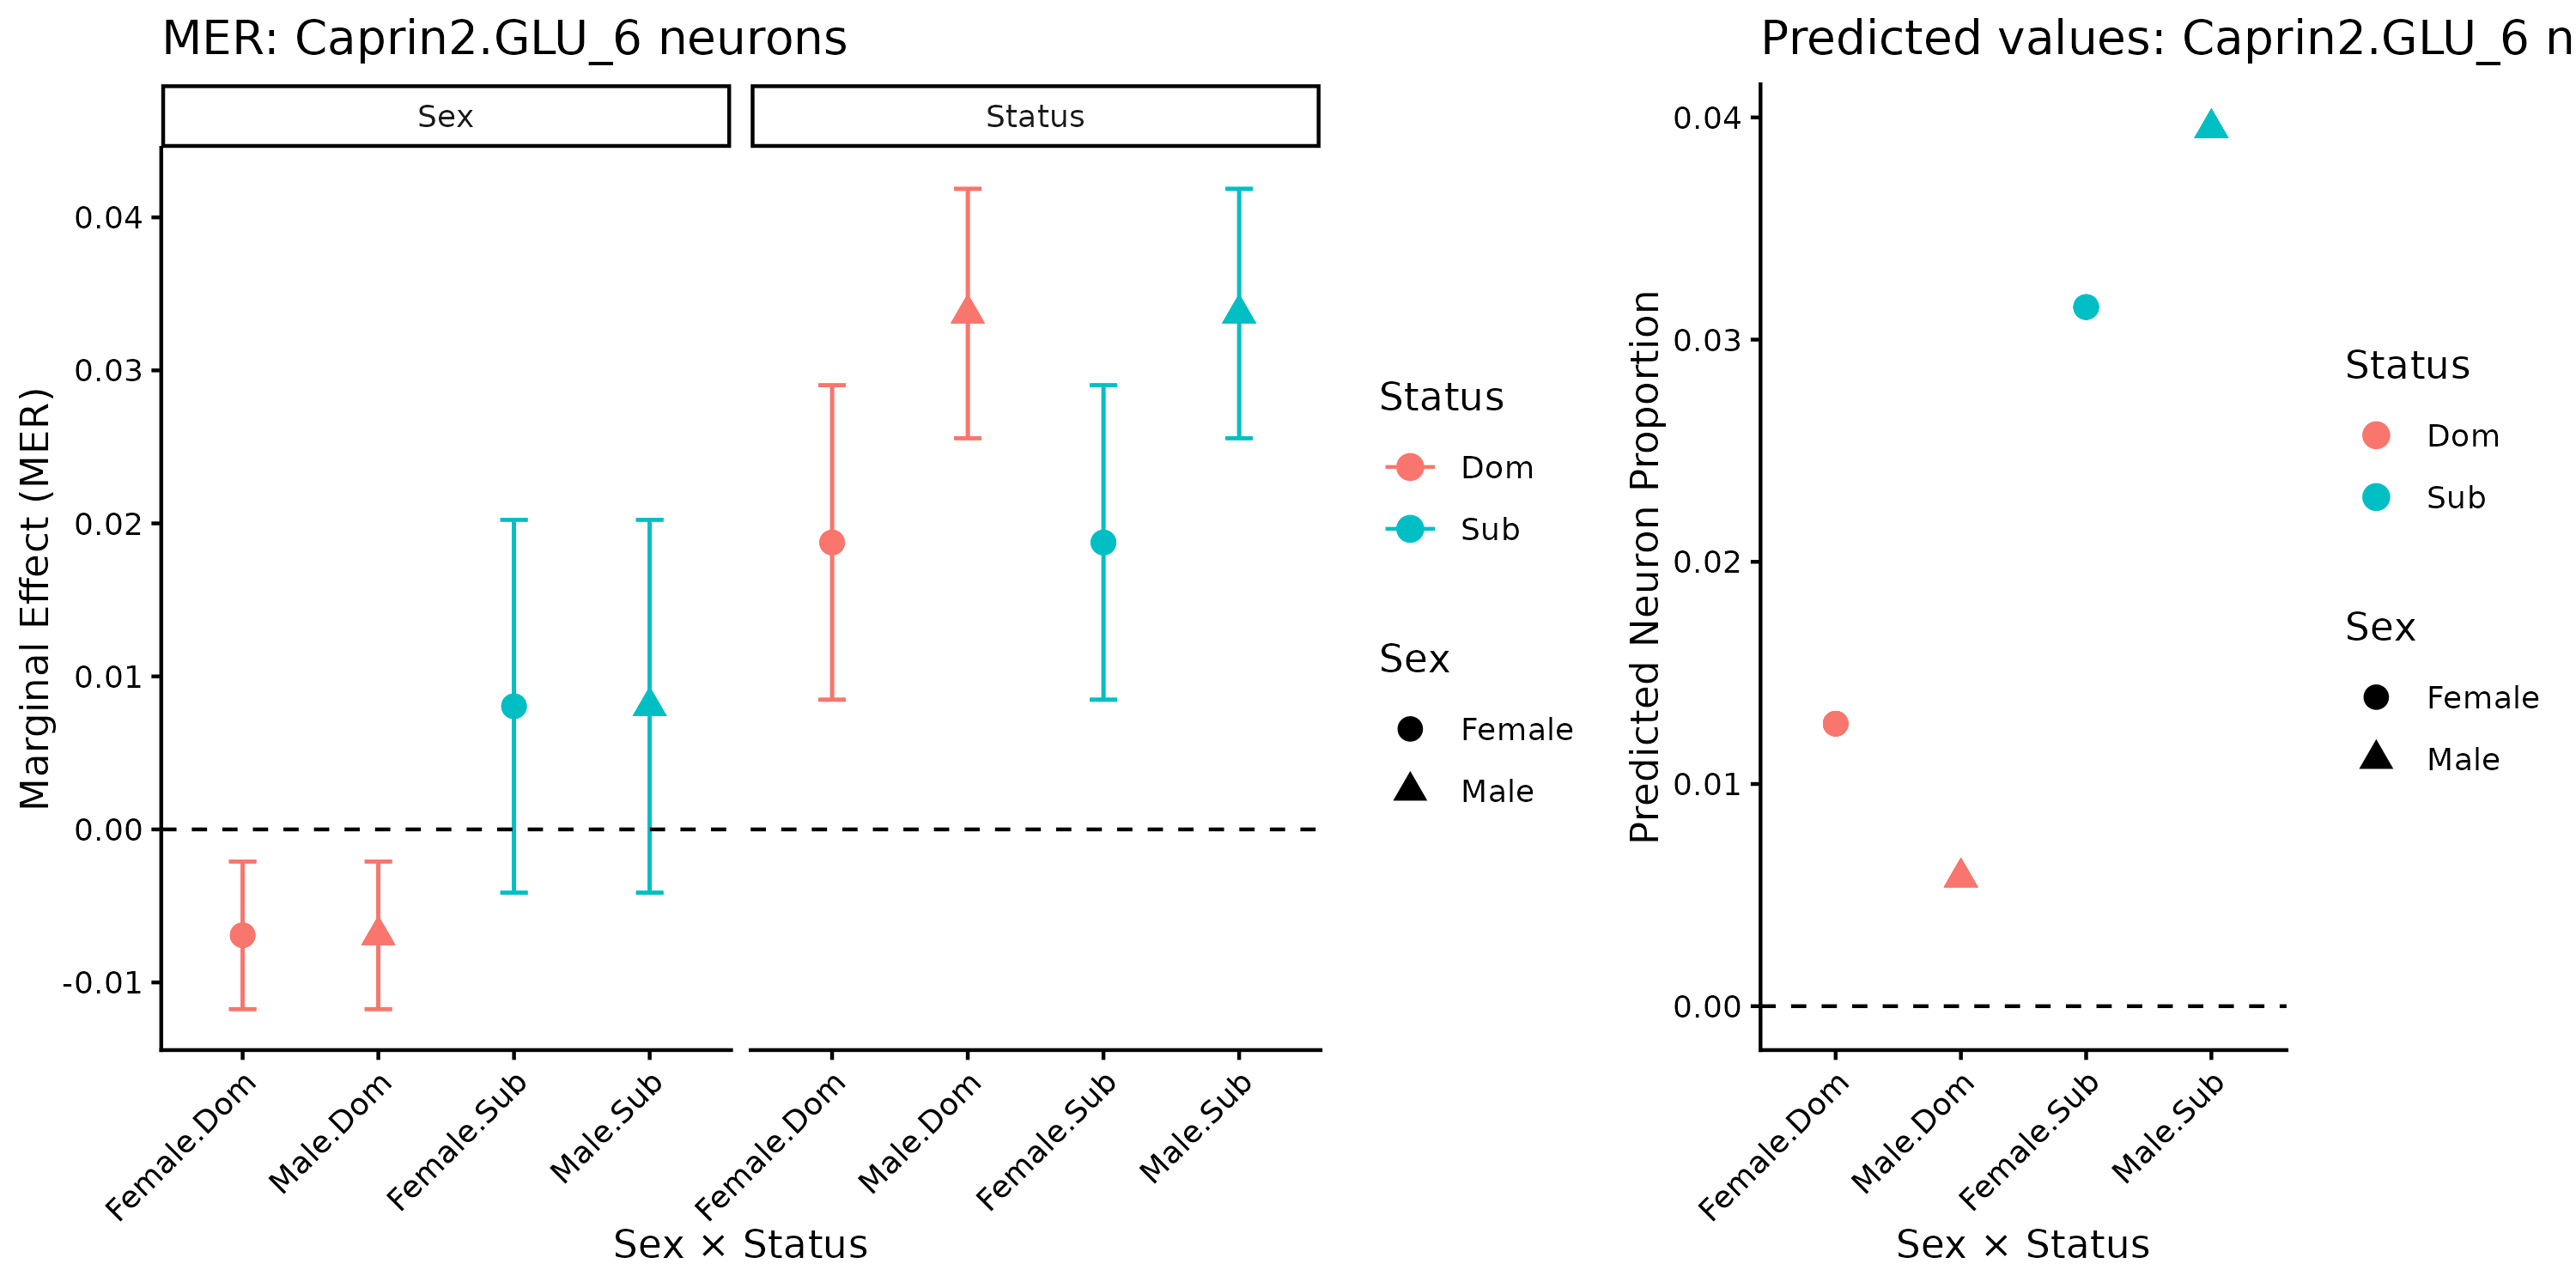 MER: Caprin2.GLU_6 neurons
Sex
Status
Marginal Effect (MER)
0.04
0.03
0.02
0.01
0.00
-0.01
Female.Dom
Male.Dom
Female.Sub
Male.Sub
Female.Dom
Male.Dom
Female.Sub
Male.Sub
Sex × Status
Status
Dom
Sub
Sex
Female
Male
Predicted values: Caprin2.GLU_6 n
Predicted Neuron Proportion
0.04
0.03
0.02
0.01
0.00
Female.Dom
Male.Dom
Female.Sub
Male.Sub
Sex × Status
Status
Dom
Sub
Sex
Female
Male